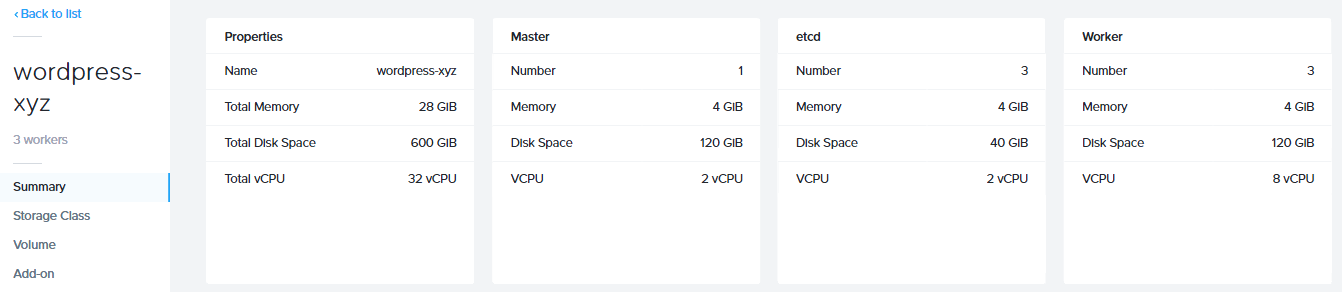 ‹ Back to list
wordpress-
xyz
3 workers
Summary
Storage Class
Volume
Add-on
Properties
Name wordpress-xyz
Total Memory 28 GiB
Total Disk Space 600 GiB
Total vCPU 32 vCPU
Master
Number 1
Memory 4 GiB
Disk Space 120 GiB
VCPU 2 vCPU
etcd
Number 3
Memory 4 GiB
Disk Space 40 GiB
VCPU 2 vCPU
Worker
Number 3
Memory 4 GiB
Disk Space 120 GiB
VCPU 8 vCPU